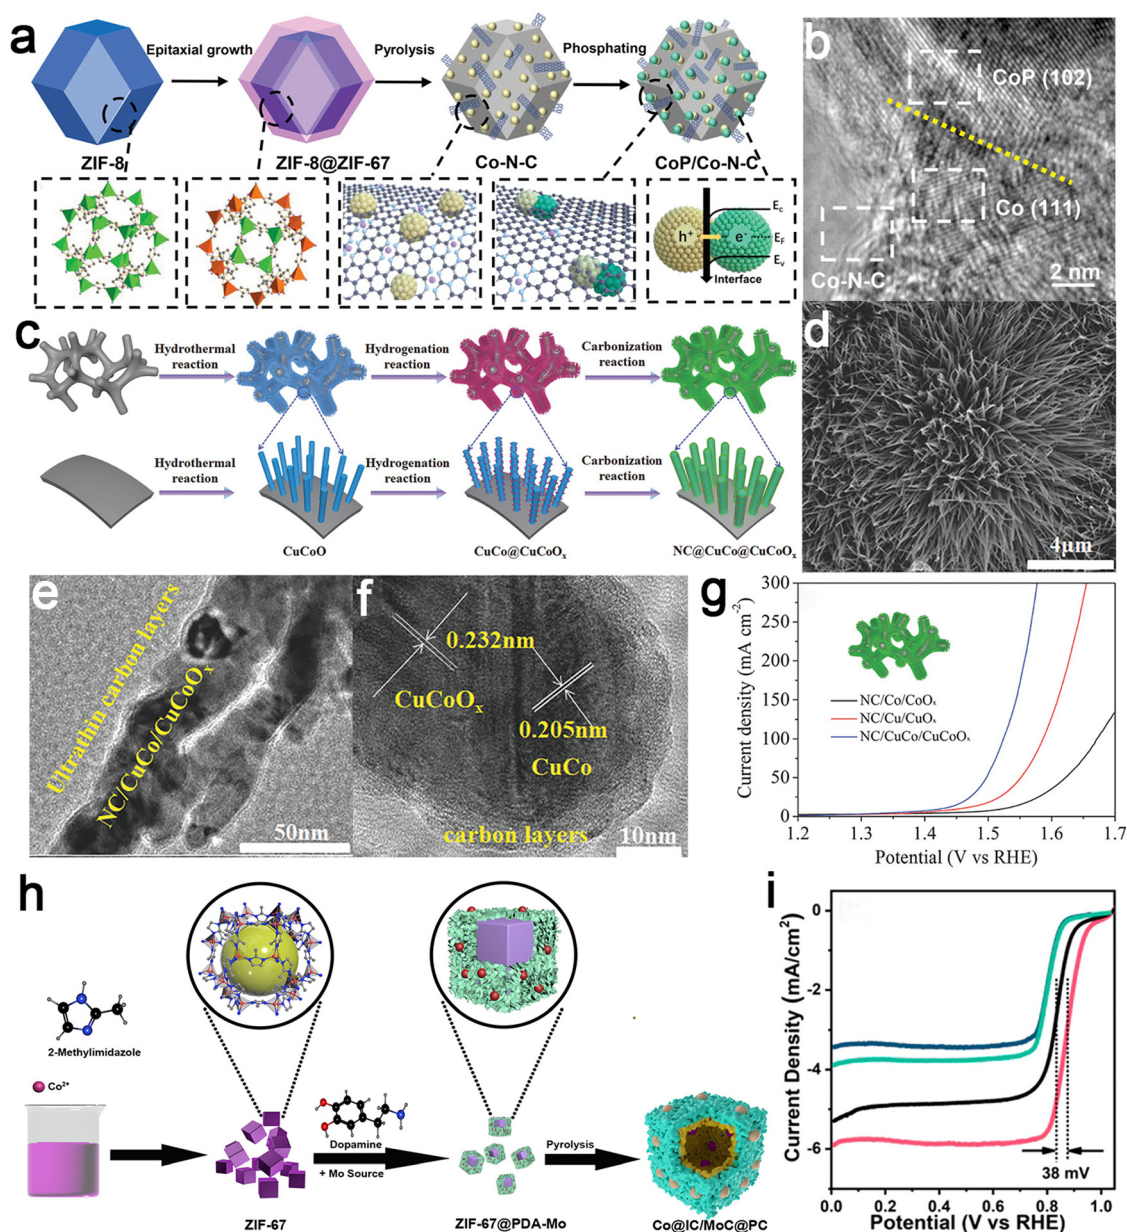 a
Epitaxial growth
Pyrolysis
Phosphating
ZIF-8
ZIF-8@ZIF-67
Co-N-C
CoP/Co-N-C
h⁺
e⁻
E_C
E_F
E_V
Interface
b
CoP (102)
Co (111)
Co-N-C
2 nm
c
Hydrothermal
reaction
Hydrogenation
reaction
Carbonization
reaction
Hydrothermal
reaction
Hydrogenation
reaction
Carbonization
reaction
CuCoO
CuCo@CuCoOₓ
NC@CuCo@CuCoOₓ
d
4μm
e
Ultrathin carbon layers
NC/CuCo/CuCoOₓ
50nm
f
0.232nm
CuCoOₓ
0.205nm
CuCo
carbon layers
10nm
g
Current density (mA cm⁻²)
300
250
200
150
100
50
0
NC/Co/CoOₓ
NC/Cu/CuOₓ
NC/CuCo/CuCoOₓ
1.2
1.3
1.4
1.5
1.6
1.7
Potential (V vs RHE)
h
2-Methylimidazole
Co²⁺
ZIF-67
Dopamine
+ Mo Source
ZIF-67@PDA-Mo
Pyrolysis
Co@IC/MoC@PC
i
Current Density (mA/cm²)
0
-2
-4
-6
38 mV
0.0
0.2
0.4
0.6
0.8
1.0
Potential (V vs RHE)